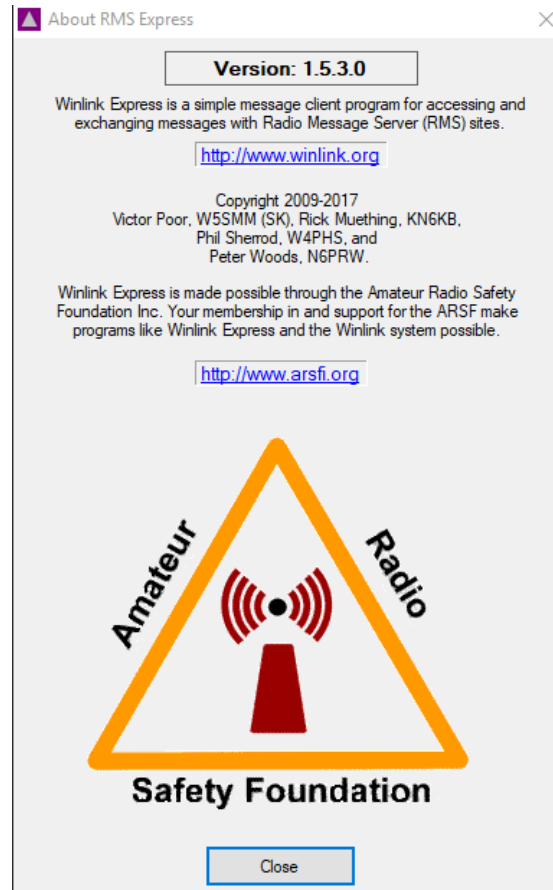 About RMS Express
Version: 1.5.3.0
Winlink Express is a simple message client program for accessing and
exchanging messages with Radio Message Server (RMS) sites.
http://www.winlink.org
Copyright 2009-2017
Victor Poor, W5SMM (SK), Rick Muething, KN6KB,
Phil Sherrod, W4PHS, and
Peter Woods, N6PRW.
Winlink Express is made possible through the Amateur Radio Safety
Foundation Inc. Your membership in and support for the ARSF make
programs like Winlink Express and the Winlink system possible.
http://www.arsfi.org
Amateur
Radio
Safety Foundation
Close